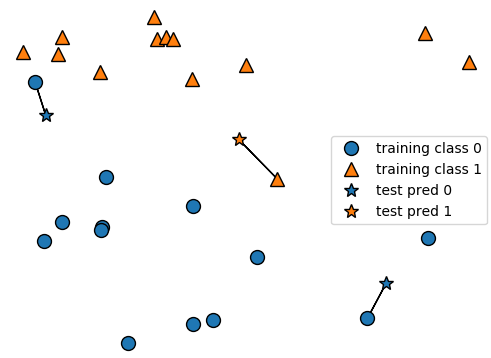 training class 0
training class 1
test pred 0
test pred 1